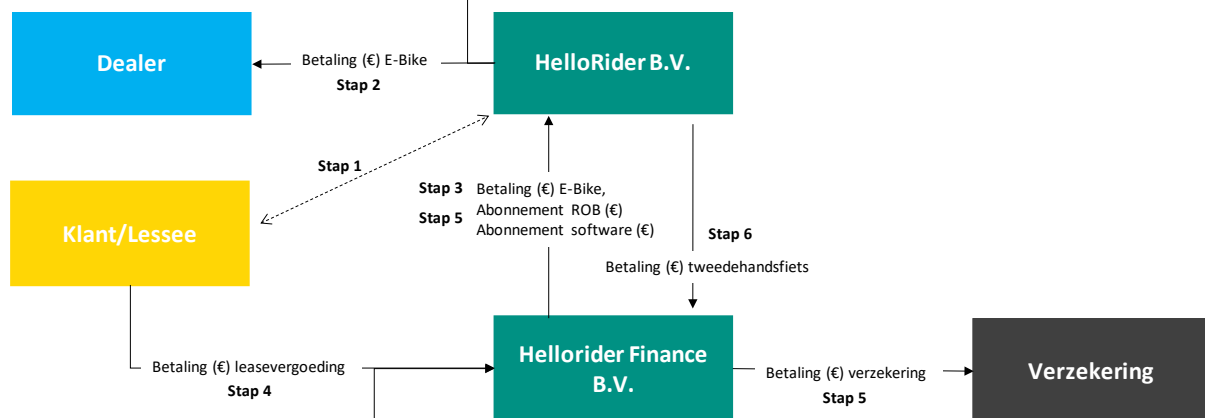 Dealer
Betaling (€) E-Bike
Stap 2
HelloRider B.V.
Stap 1
Klant/Lessee
Stap 3
Stap 5
Betaling (€) E-Bike,
Abonnement ROB (€)
Abonnement software (€)
Stap 6
Betaling (€) tweedehandsfiets
Betaling (€) leasevergoeding
Stap 4
Hellorider Finance
B.V.
Betaling (€) verzekering
Stap 5
Verzekering